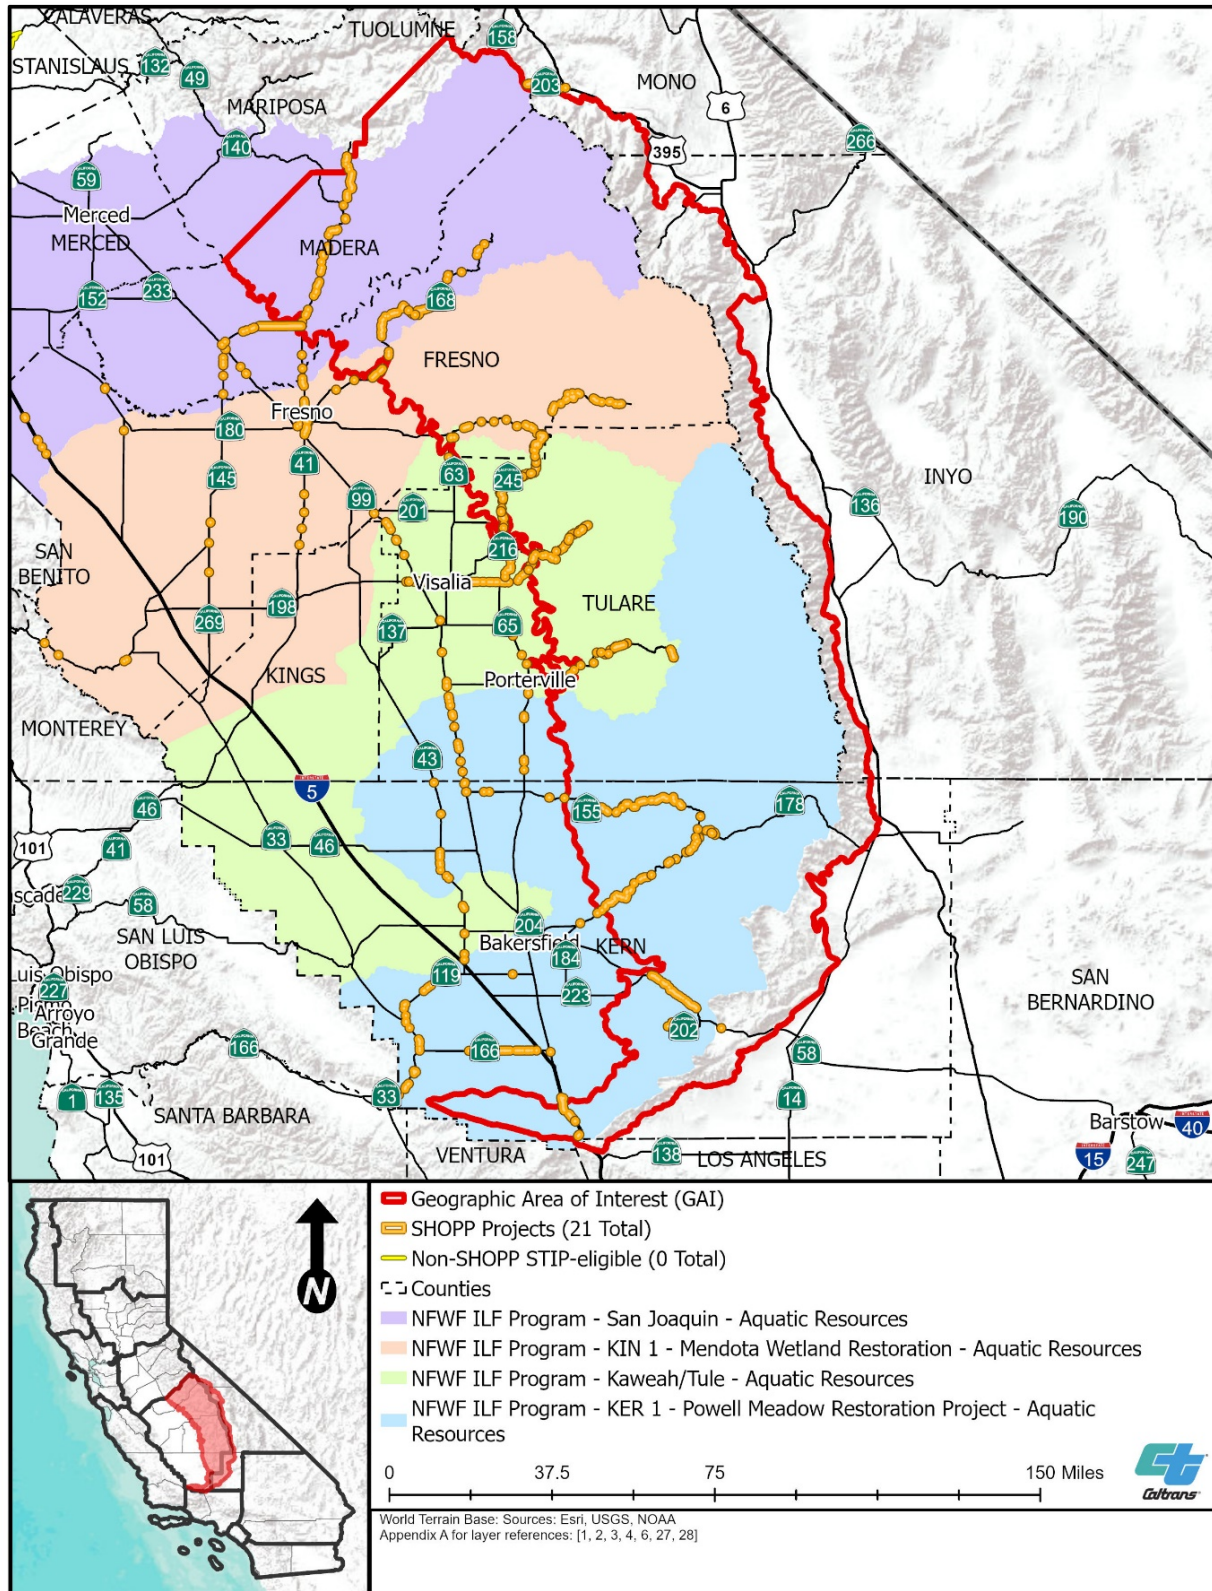 CALAVERAS
TUOLUMNE
158
STANISLAUS
132
49
203
MONO
6
MARIPOSA
140
395
266
59
Merced
MERCED
MADERA
152
233
168
FRESNO
Fresno
180
41
145
63
245
INYO
99
201
136
190
SAN
BENITO
216
Visalia
TULARE
198
269
137
65
KINGS
Porterville
MONTEREY
43
5
46
155
178
101
41
33
46
229
58
204
SAN LUIS
OBISPO
Bakersfield
KERN
184
119
Luis Obispo
227
223
SAN
BERNARDINO
Pismo
Beach
Arroyo
Grande
166
166
202
58
1
135
33
14
SANTA BARBARA
Barstow
40
101
VENTURA
138
LOS ANGELES
15
247
N
Geographic Area of Interest (GAI)
SHOPP Projects (21 Total)
Non-SHOPP STIP-eligible (0 Total)
Counties
NFWF ILF Program - San Joaquin - Aquatic Resources
NFWF ILF Program - KIN 1 - Mendota Wetland Restoration - Aquatic Resources
NFWF ILF Program - Kaweah/Tule - Aquatic Resources
NFWF ILF Program - KER 1 - Powell Meadow Restoration Project - Aquatic
Resources
0 37.5 75 150 Miles
Caltrans
World Terrain Base: Sources: Esri, USGS, NOAA
Appendix A for layer references: [1, 2, 3, 4, 6, 27, 28]